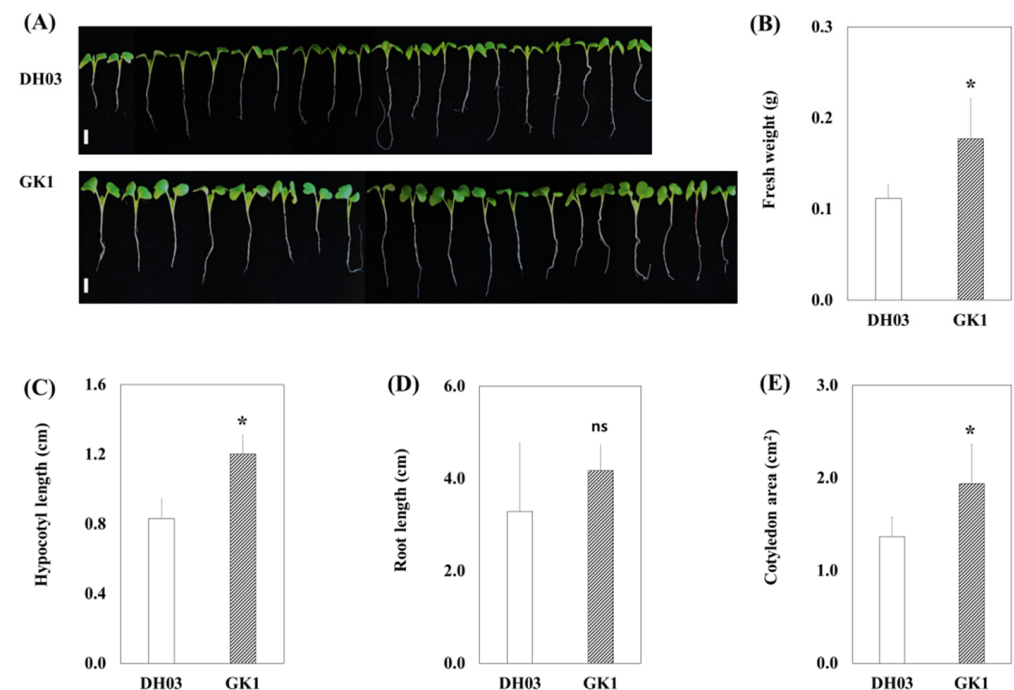 (A)
DH03
GK1
(B)
Fresh weight (g)
0.3
0.2
0.1
0.0
*
DH03 GK1
(C)
Hypocotyl length (cm)
1.6
1.2
0.8
0.4
0.0
*
DH03 GK1
(D)
Root length (cm)
6.0
4.0
2.0
0.0
ns
DH03 GK1
(E)
Cotyledon area (cm²)
3.0
2.0
1.0
0.0
*
DH03 GK1